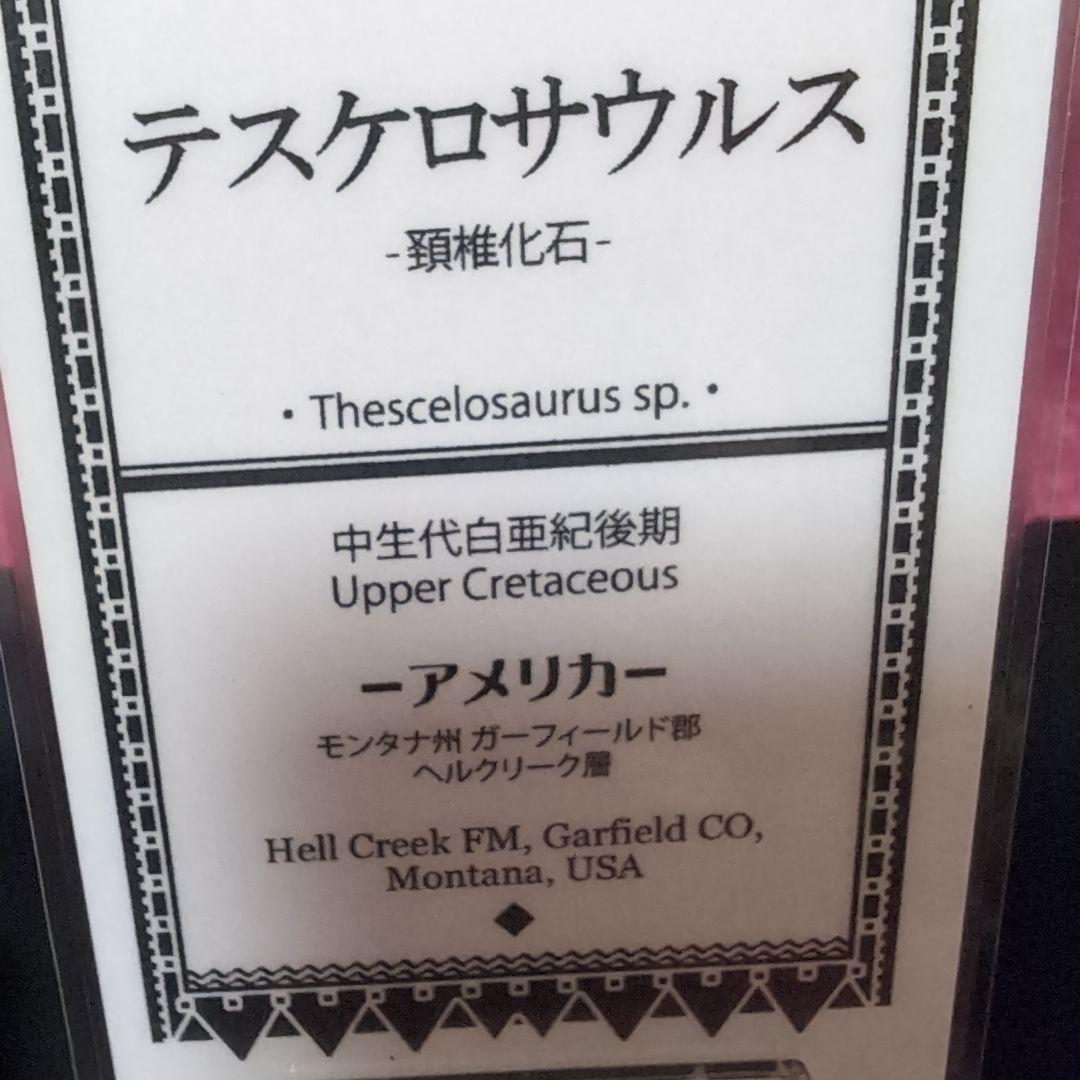 テスケロサウルス
-頚椎化石-
・Thescelosaurus sp.・
中生代白亜紀後期
Upper Cretaceous
ーアメリカー
モンタナ州 ガーフィールド郡
ヘルクリーク層
Hell Creek FM, Garfield CO,
Montana, USA